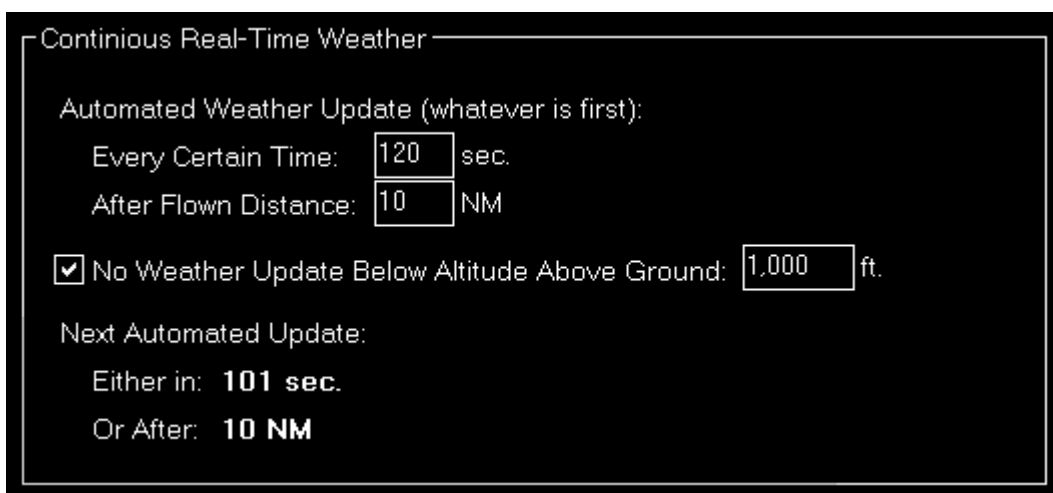 Continious Real-Time Weather
Automated Weather Update (whatever is first):
Every Certain Time: 120 sec.
After Flown Distance: 10 NM
No Weather Update Below Altitude Above Ground: 1,000 ft.
Next Automated Update:
Either in: 101 sec.
Or After: 10 NM